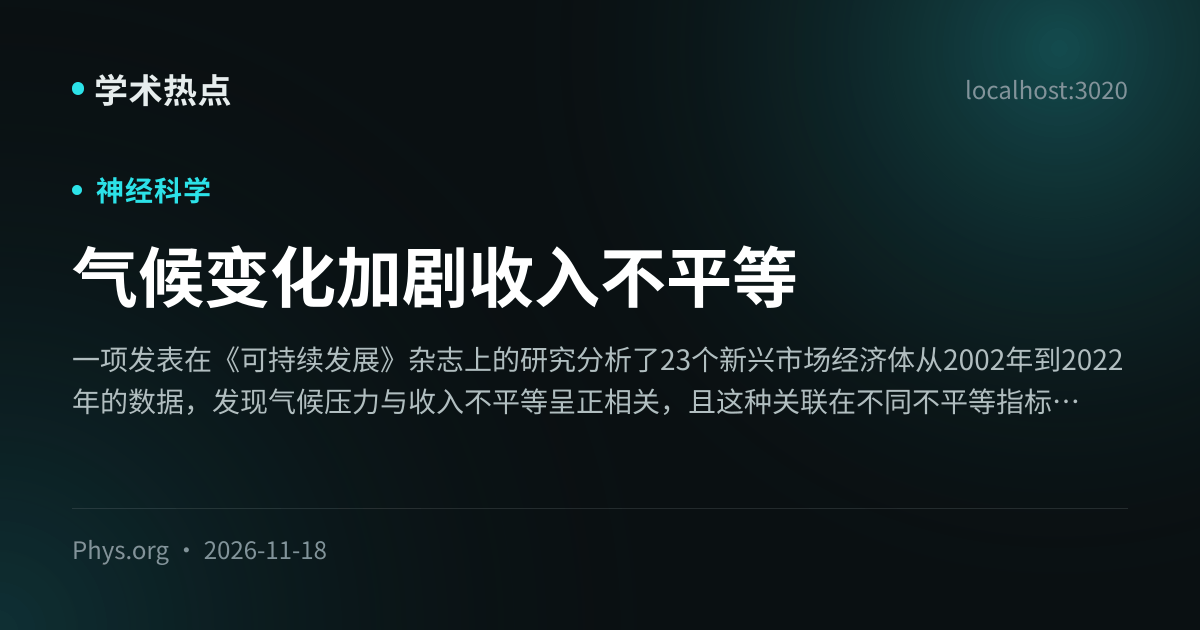 学术热点
localhost:3020
神经科学
气候变化加剧收入不平等
一项发表在《可持续发展》杂志上的研究分析了23个新兴市场经济体从2002年到2022
年的数据，发现气候压力与收入不平等呈正相关，且这种关联在不同不平等指标…
Phys.org • 2026-11-18